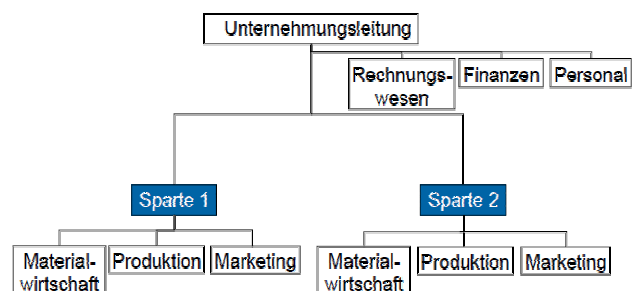 Unternehmungsleitung
Rechnungs-
wesen
Finanzen
Personal
Sparte 1
Sparte 2
Material-
wirtschaft
Produktion
Marketing
Material-
wirtschaft
Produktion
Marketing